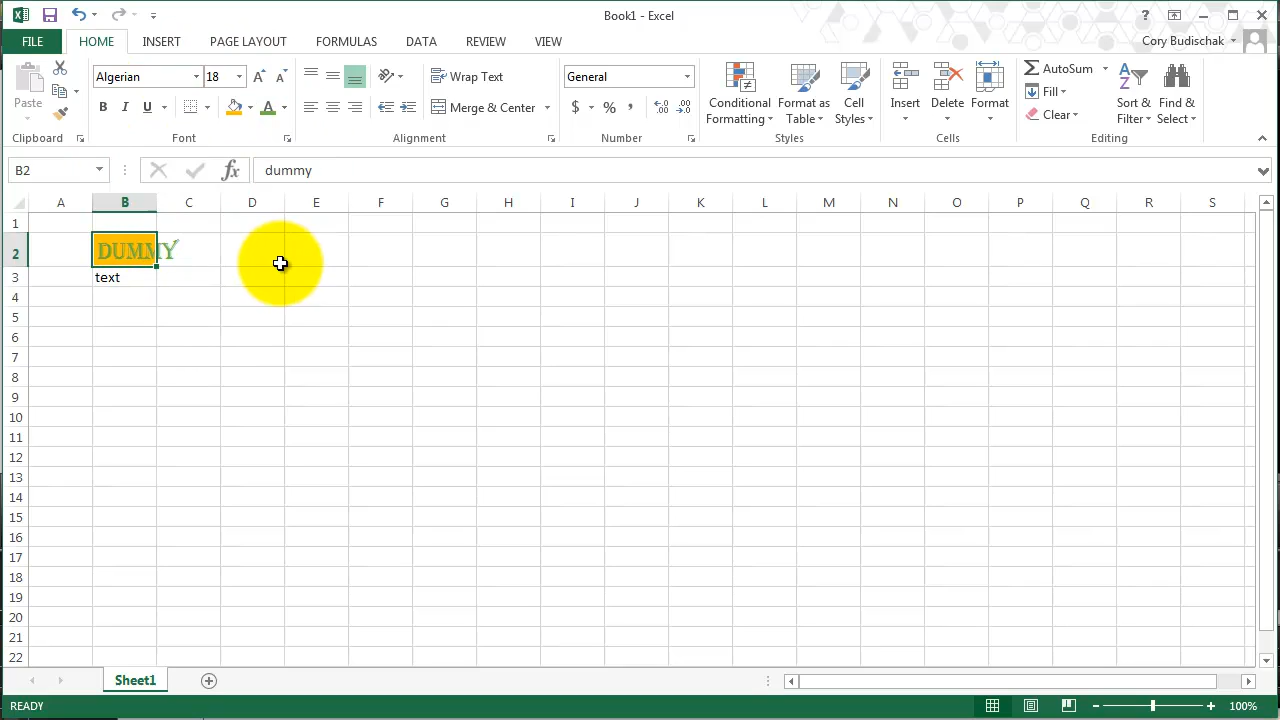 Book1 - Excel
?
FILE HOME INSERT PAGE LAYOUT FORMULAS DATA REVIEW VIEW Cory Budischak
Paste
Clipboard
Algerian 18
B I U A
Font
Wrap Text
Merge & Center
Alignment
General
$ % ,
Number
Conditional Formatting
Format as Table
Cell Styles
Styles
Insert Delete Format
Cells
AutoSum
Fill
Clear
Sort & Filter
Find & Select
Editing
B2 fx dummy
A B C D E F G H I J K L M N O P Q R S
1
2 DUMMY
3 text
4
5
6
7
8
9
10
11
12
13
14
15
16
17
18
19
20
21
22
Sheet1
READY 100%